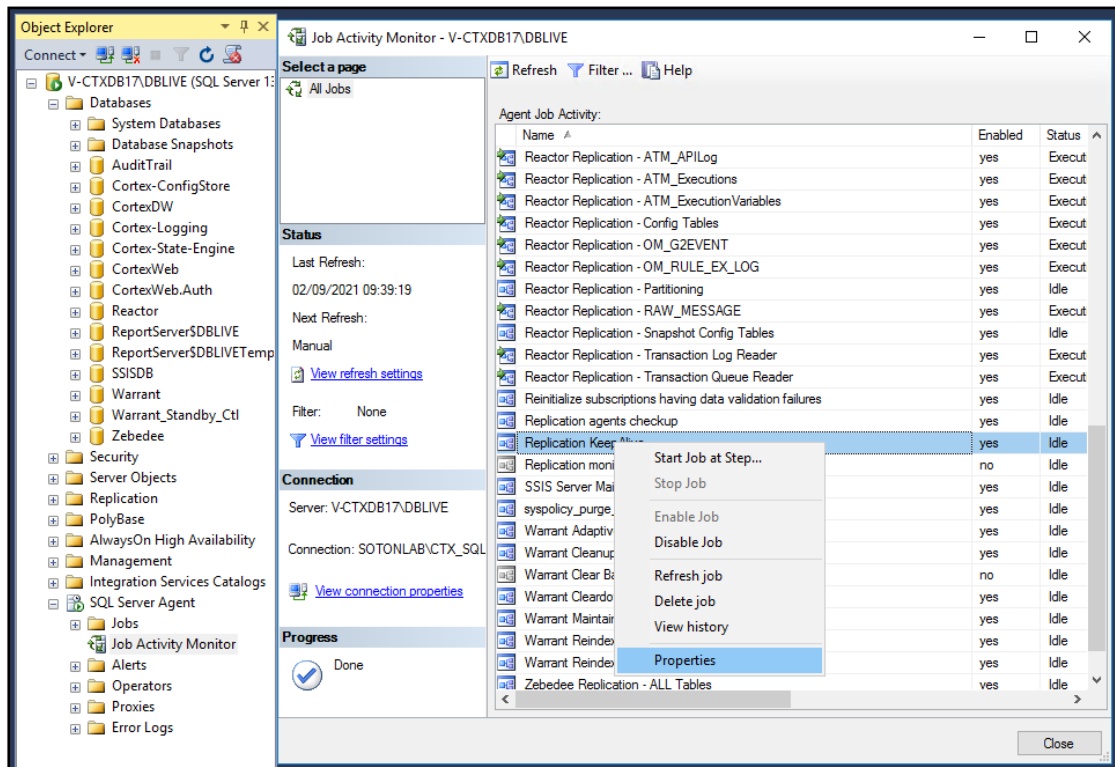 Object Explorer
Connect
V-CTXDB17\DBLIVE (SQL Server 13
Databases
System Databases
Database Snapshots
AuditTrail
Cortex-ConfigStore
CortexDW
Cortex-Logging
Cortex-State-Engine
CortexWeb
CortexWeb.Auth
Reactor
ReportServer$DBLIVE
ReportServer$DBLIVETemp
SSISDB
Warrant
Warrant_Standby_Ctl
Zebedee
Security
Server Objects
Replication
PolyBase
AlwaysOn High Availability
Management
Integration Services Catalogs
SQL Server Agent
Jobs
Job Activity Monitor
Alerts
Operators
Proxies
Error Logs
Job Activity Monitor - V-CTXDB17\DBLIVE
Select a page
All Jobs
Status
Last Refresh:
02/09/2021 09:39:19
Next Refresh:
Manual
View refresh settings
Filter: None
View filter settings
Connection
Server: V-CTXDB17\DBLIVE
Connection: SOTONLAB\CTX_SQL
View connection properties
Progress
Done
Refresh Filter ... Help
Agent Job Activity:
Name Enabled Status
Reactor Replication - ATM_APILog yes Executi
Reactor Replication - ATM_Executions yes Executi
Reactor Replication - ATM_ExecutionVariables yes Executi
Reactor Replication - Config Tables yes Executi
Reactor Replication - OM_G2EVENT yes Executi
Reactor Replication - OM_RULE_EX_LOG yes Executi
Reactor Replication - Partitioning yes Idle
Reactor Replication - RAW_MESSAGE yes Executi
Reactor Replication - Snapshot Config Tables yes Idle
Reactor Replication - Transaction Log Reader yes Executi
Reactor Replication - Transaction Queue Reader yes Executi
Reinitialize subscriptions having data validation failures yes Idle
Replication agents checkup yes Idle
Replication KeepAlive yes Idle
Replication moni no Idle
SSIS Server Mai yes Idle
syspolicy_purge_ yes Idle
Warrant Adaptiv yes Idle
Warrant Cleanup yes Idle
Warrant Clear Ba no Idle
Warrant Cleardo yes Idle
Warrant Maintair yes Idle
Warrant Reindex yes Idle
Warrant Reindex yes Idle
Zebedee Replication - ALL Tables yes Idle
Start Job at Step...
Stop Job
Enable Job
Disable Job
Refresh job
Delete job
View history
Properties
Close